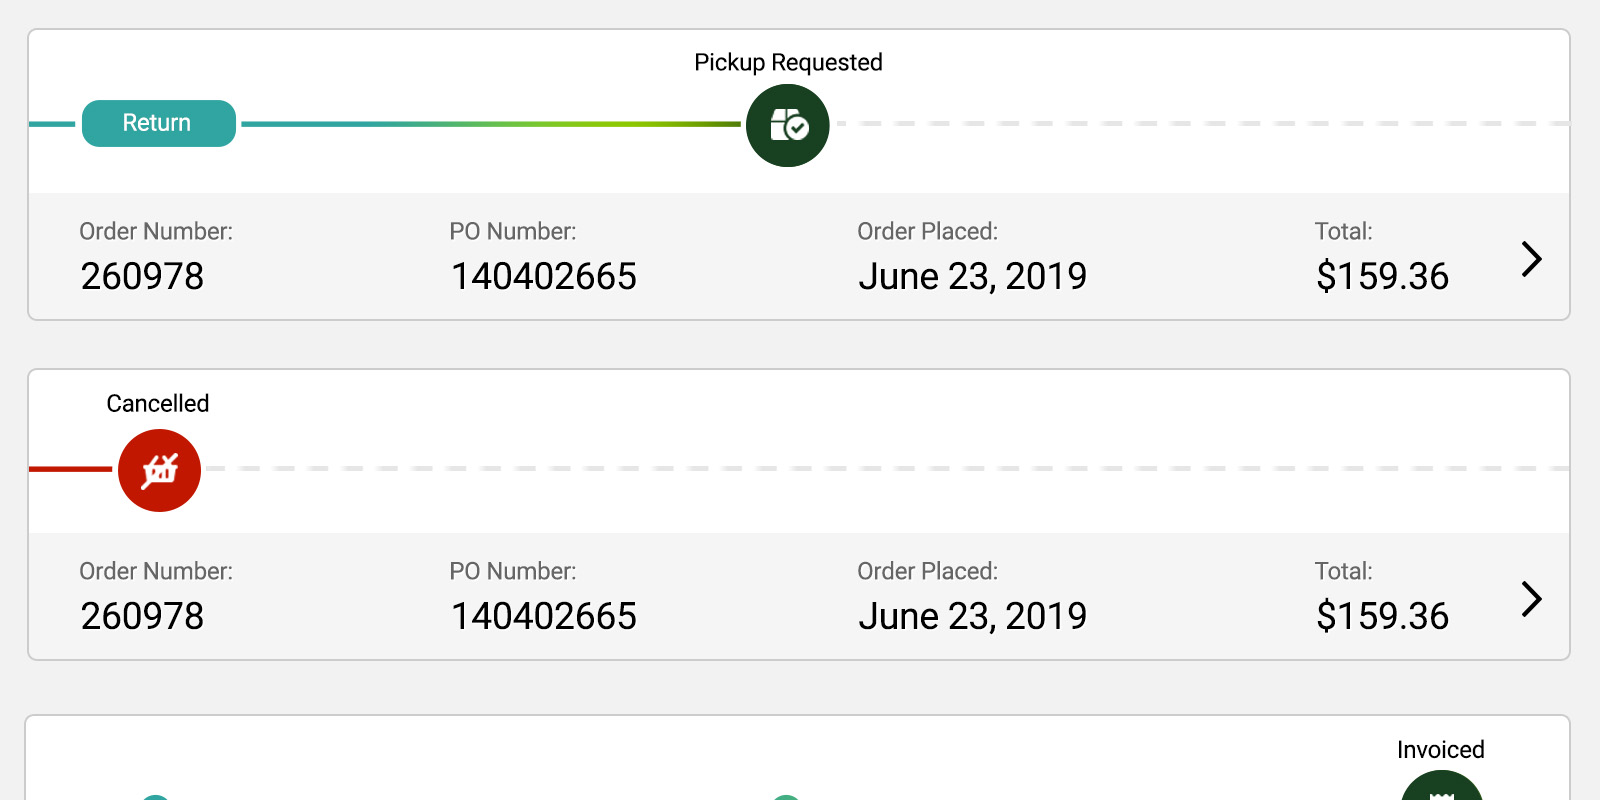 Pickup Requested
Return
Order Number: PO Number: Order Placed: Total:
260978 140402665 June 23, 2019 $159.36
Cancelled
Order Number: PO Number: Order Placed: Total:
260978 140402665 June 23, 2019 $159.36
Invoiced